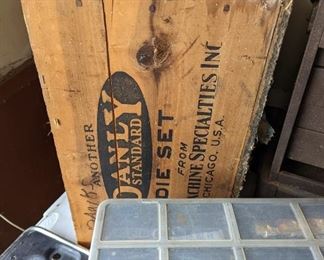 ANOTHER
DANLY
STANDARD
DIE SET
FROM
MACHINE SPECIALTIES INC
CHICAGO, U.S.A.